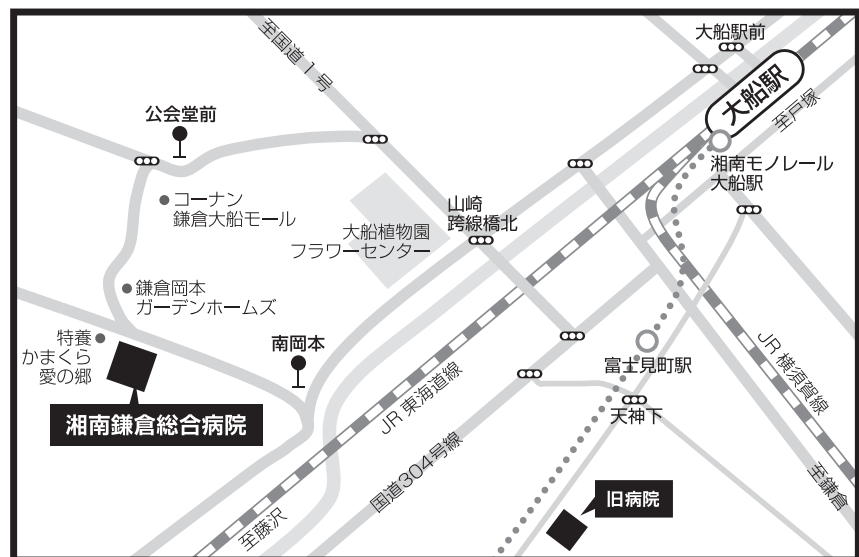 至国道1号
大船駅前
大船駅
至戸塚
公会堂前
湘南モノレール
大船駅
コーナン
鎌倉大船モール
山崎
跨線橋北
大船植物園
フラワーセンター
鎌倉岡本
ガーデンホームズ
特養
かまくら
愛の郷
南岡本
富士見町駅
JR横須賀線
JR東海道線
湘南鎌倉総合病院
天神下
国道304号線
至鎌倉
旧病院
至藤沢